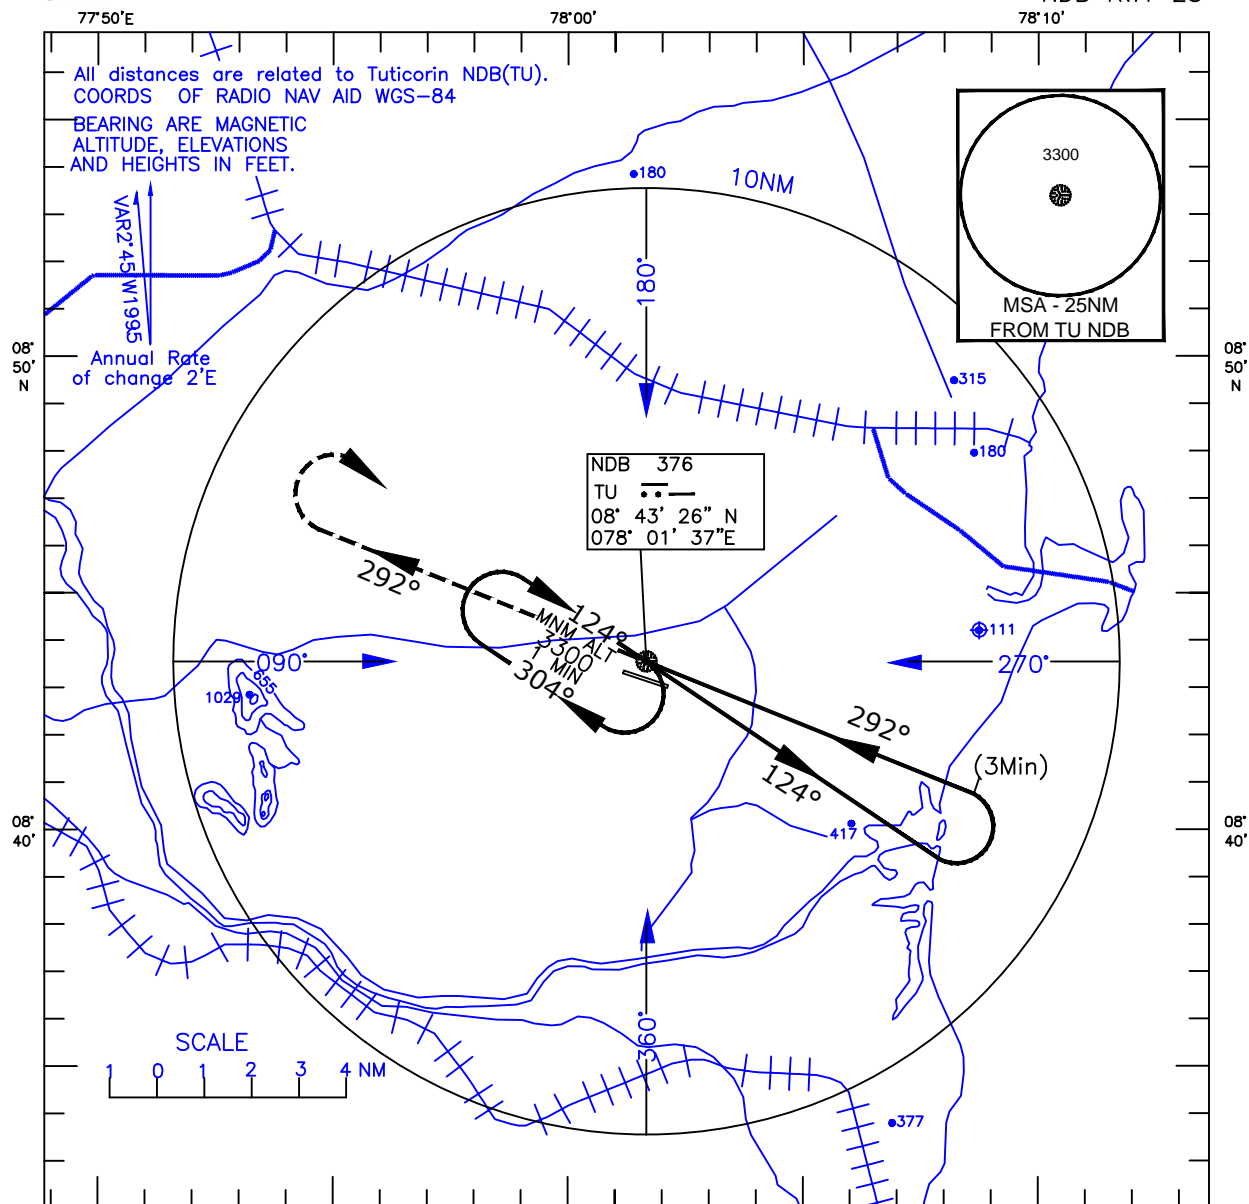 77°50'E
78°00'
78°10'
All distances are related to Tuticorin NDB(TU).
COORDS OF RADIO NAV AID WGS-84
BEARING ARE MAGNETIC
ALTITUDE, ELEVATIONS
AND HEIGHTS IN FEET.
VAR2°45'W1995
Annual Rate
of change 2'E
180
10NM
3300
MSA - 25NM
FROM TU NDB
180°
08°
50'
N
08°
50'
N
315
180
NDB 376
TU
08° 43' 26" N
078° 01' 37"E
292°
124°
MNM ALT
3300
1 MIN
304°
111
090°
270°
655
1029
292°
(3Min)
124°
417
08°
40'
08°
40'
360°
SCALE
1 0 1 2 3 4 NM
377